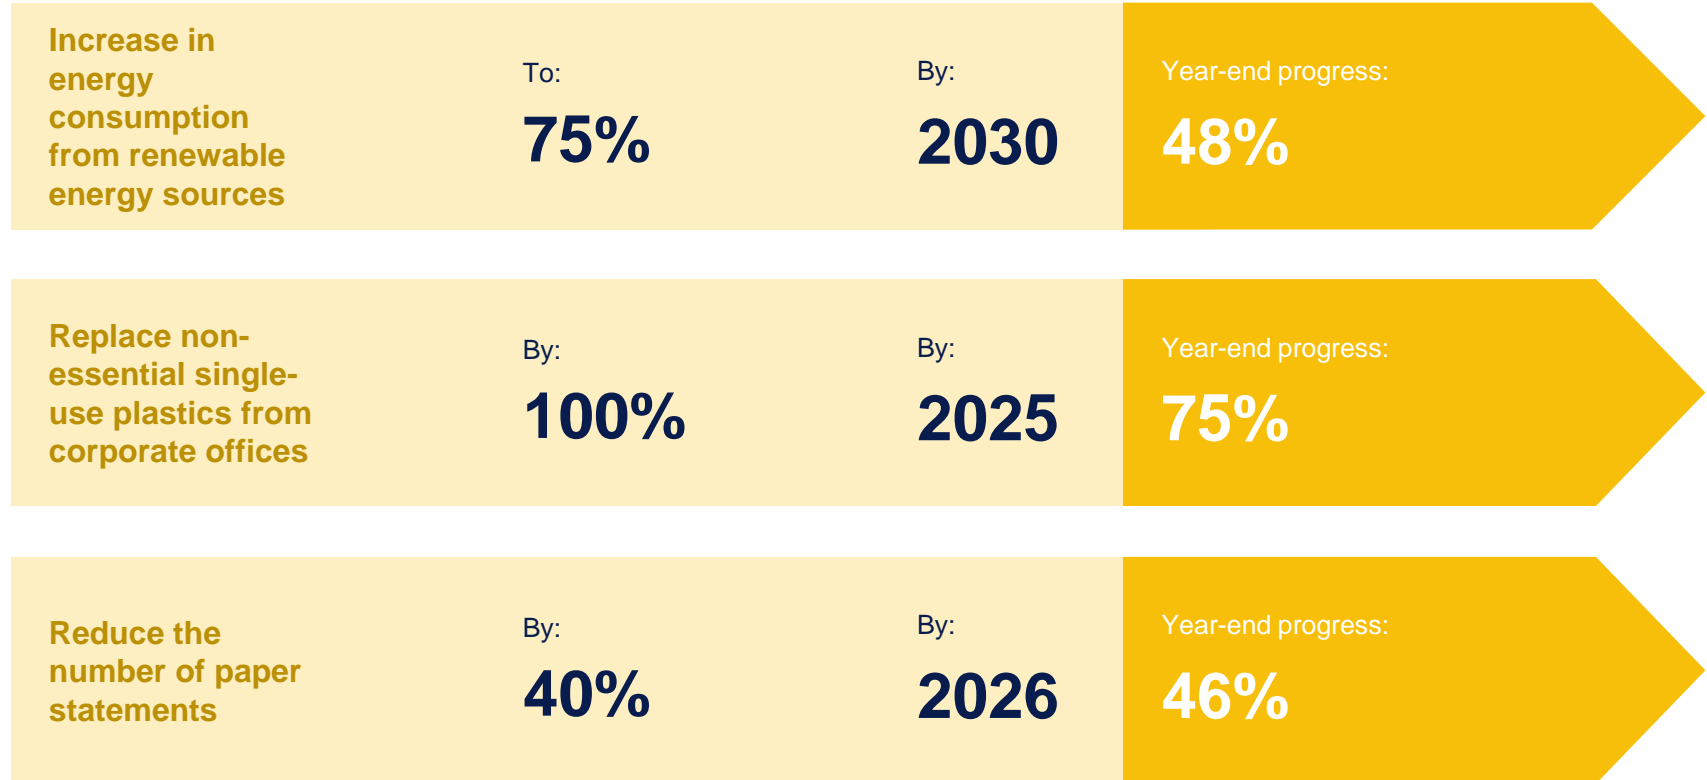 Increase in
energy
consumption
from renewable
energy sources
To:
75%
By:
2030
Year-end progress:
48%
Replace non-
essential single-
use plastics from
corporate offices
By:
100%
By:
2025
Year-end progress:
75%
Reduce the
number of paper
statements
By:
40%
By:
2026
Year-end progress:
46%